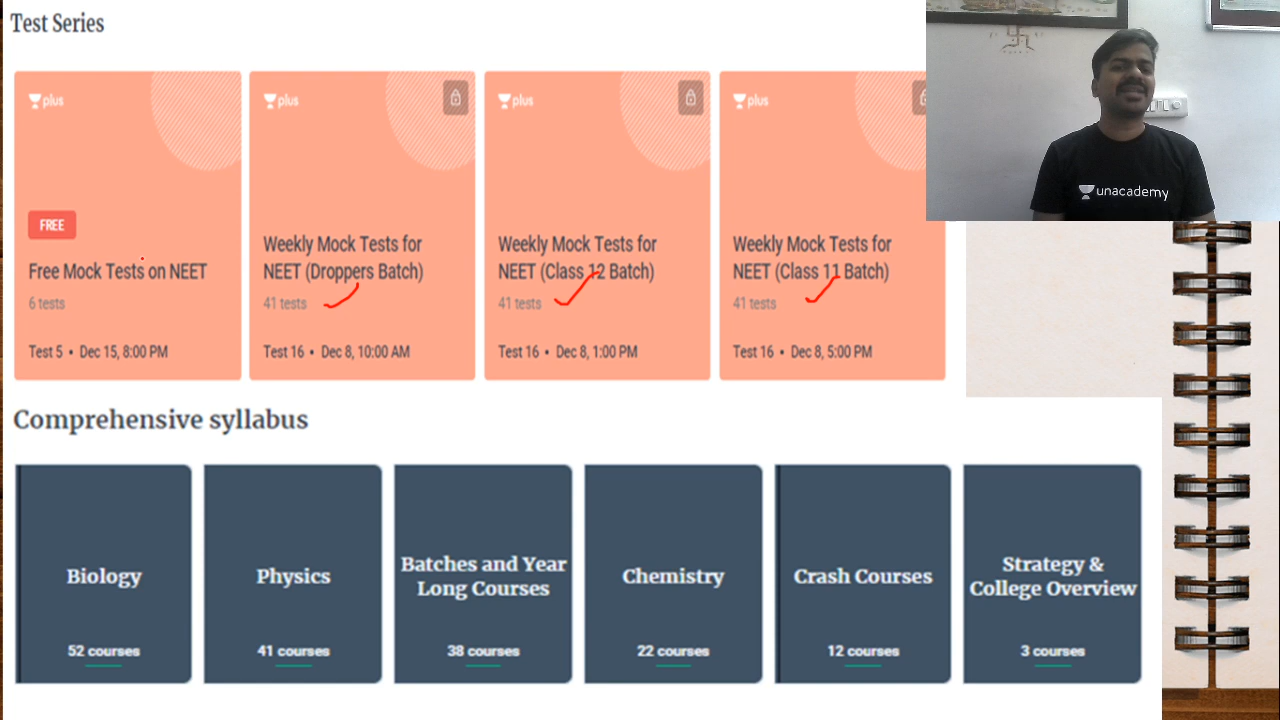 Test Series
plus
FREE
Free Mock Tests on NEET
6 tests
Test 5 • Dec 15, 8:00 PM
plus
Weekly Mock Tests for
NEET (Droppers Batch)
41 tests
Test 16 • Dec 8, 10:00 AM
plus
Weekly Mock Tests for
NEET (Class 12 Batch)
41 tests
Test 16 • Dec 8, 1:00 PM
plus
Weekly Mock Tests for
NEET (Class 11 Batch)
41 tests
Test 16 • Dec 8, 5:00 PM
unacademy
Comprehensive syllabus
Biology
52 courses
Physics
41 courses
Batches and Year
Long Courses
38 courses
Chemistry
22 courses
Crash Courses
12 courses
Strategy &
College Overview
3 courses